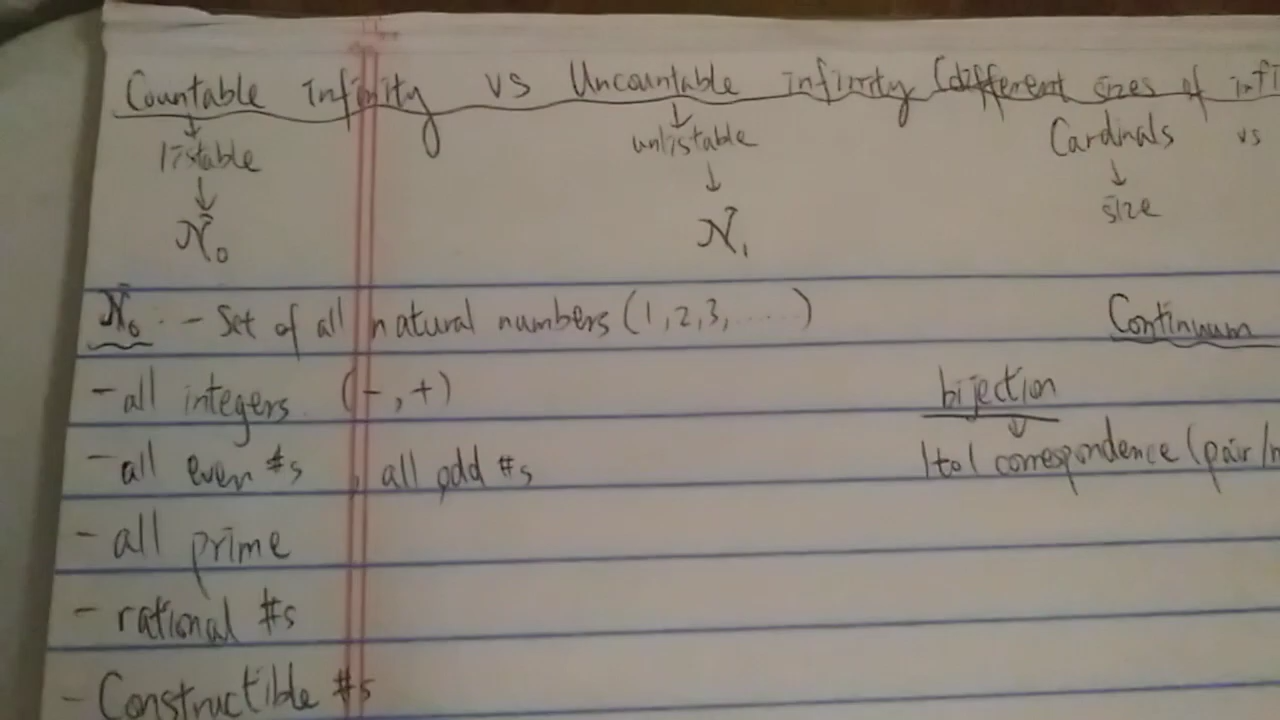 Countable infinity vs Uncountable infinity (different sizes of infi
listable unlistable Cardinals vs
size
ℵ₀ ℵ₁
ℵ₀: - Set of all natural numbers (1,2,3,.....)
Continuum
- all integers (-,+)
bijection
- all even #s, all odd #s
1to1 correspondence (pair/
- all prime
- rational #s
- Constructible #s